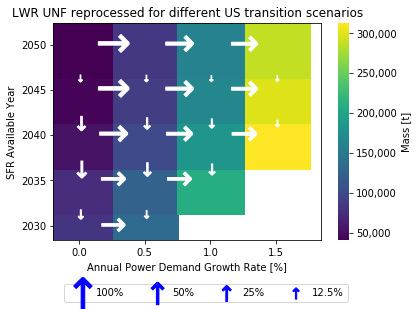 LWR UNF reprocessed for different US transition scenarios
2050
2045
2040
2035
2030
SFR Available Year
0.0 0.5 1.0 1.5
Annual Power Demand Growth Rate [%]
300,000
250,000
200,000
150,000
100,000
50,000
Mass [t]
100% 50% 25% 12.5%